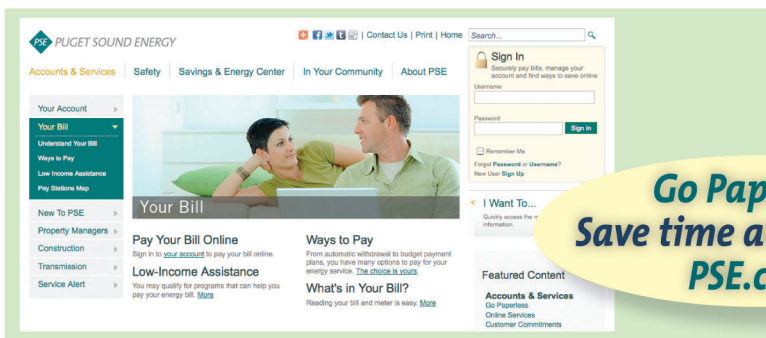 PSE PUGET SOUND ENERGY
| Contact Us | Print | Home
Search...
Accounts & Services | Safety | Savings & Energy Center | In Your Community | About PSE
Sign In
Securely pay bills, manage your
account and find ways to save online
Username
Password
Sign In
Remember Me
Forgot Password or Username?
New User Sign Up
Your Account
Your Bill
Understand Your Bill
Ways to Pay
Low Income Assistance
Pay Stations Map
New To PSE
Property Managers
Construction
Transmission
Service Alert
Your Bill
Pay Your Bill Online
Sign in to your account to pay your bill online.
Low-Income Assistance
You may qualify for programs that can help you
pay your energy bill. More
Ways to Pay
From automatic withdrawal to budget payment
plans, you have many options to pay for your
energy service. The choice is yours.
What's in Your Bill?
Reading your bill and meter is easy. More
< I Want To...
Quickly access the
information.
Featured Content
Accounts & Services
Go Paperless
Online Services
Customer Commitments
Go Pap
Save time a
PSE.c